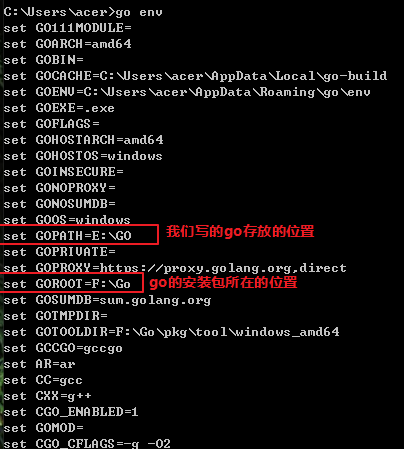 C:\Users\acer>go env
set GO111MODULE=
set GOARCH=amd64
set GOBIN=
set GOCACHE=C:\Users\acer\AppData\Local\go-build
set GOENV=C:\Users\acer\AppData\Roaming\go\env
set GOEXE=.exe
set GOFLAGS=
set GOHOSTARCH=amd64
set GOHOSTOS=windows
set GOINSECURE=
set GONOPROXY=
set GONOSUMDB=
set GOOS=windows
set GOPATH=E:\GO 我们写的go存放的位置
set GOPRIVATE=
set GOPROXY=https://proxy.golang.org,direct
set GOROOT=F:\Go go的安装包所在的位置
set GOSUMDB=sum.golang.org
set GOTMPDIR=
set GOTOOLDIR=F:\Go\pkg\tool\windows_amd64
set GCCGO=gccgo
set AR=ar
set CC=gcc
set CXX=g++
set CGO_ENABLED=1
set GOMOD=
set CGO_CFLAGS=-g -O2